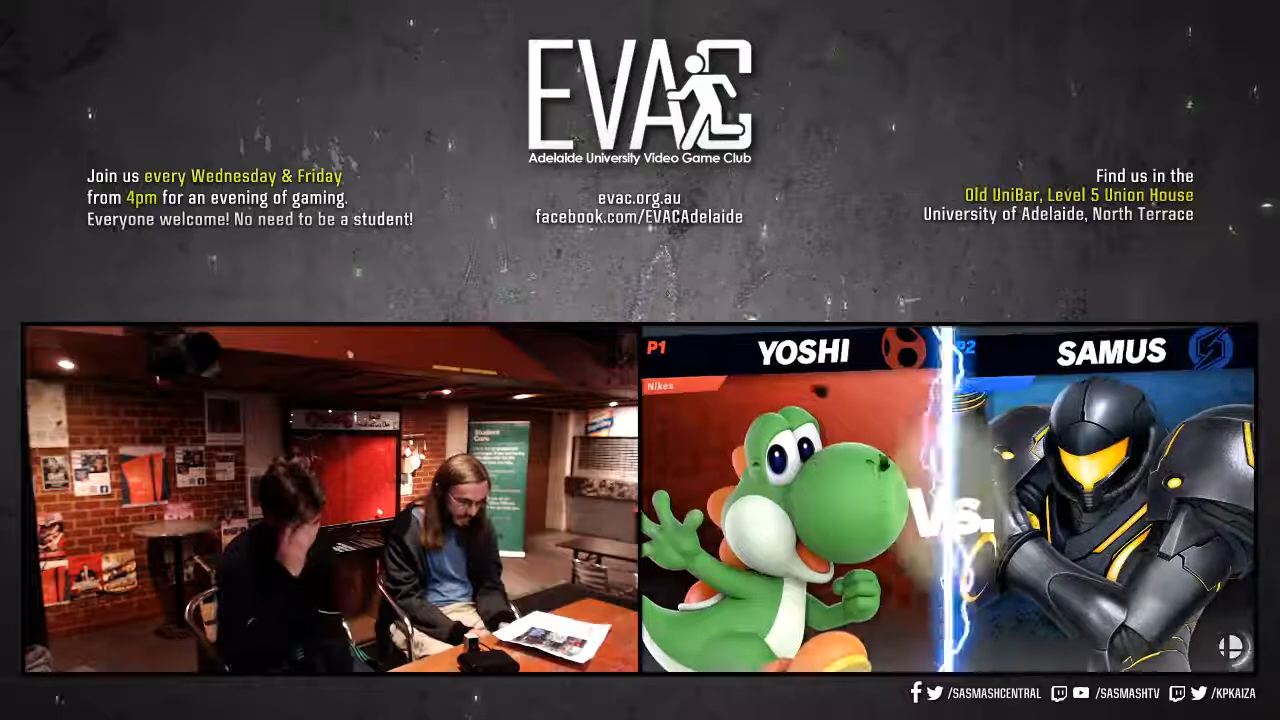 EVAC
Adelaide University Video Game Club
Join us every Wednesday & Friday
from 4pm for an evening of gaming.
Everyone welcome! No need to be a student!
evac.org.au
facebook.com/EVACAdelaide
Find us in the
Old UniBar, Level 5 Union House
University of Adelaide, North Terrace
Student
Care
P1
YOSHI
P2
SAMUS
Nikes
Vs.
/SASMASHCENTRAL
/SASMASHTV
/KPKAIZA